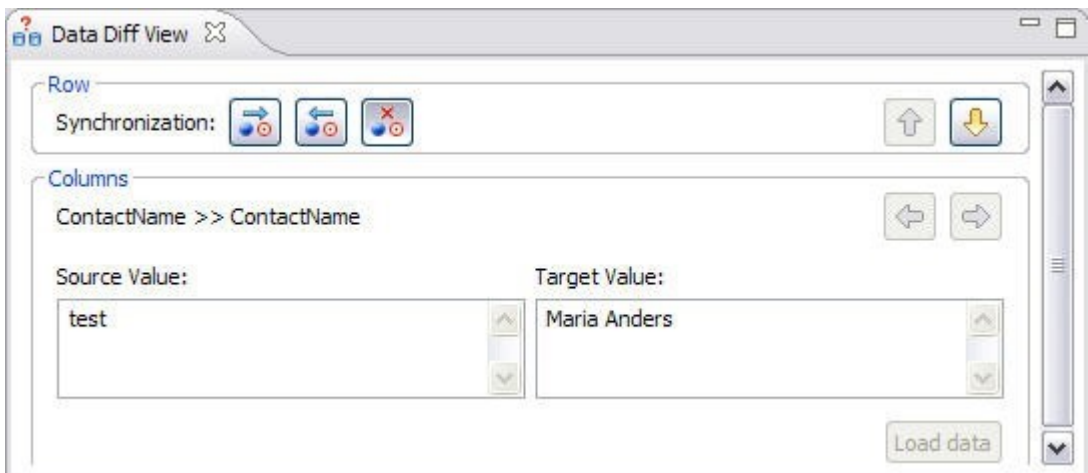 Data Diff View
Row
Synchronization:
Columns
ContactName >> ContactName
Source Value:
Target Value:
test
Maria Anders
Load data